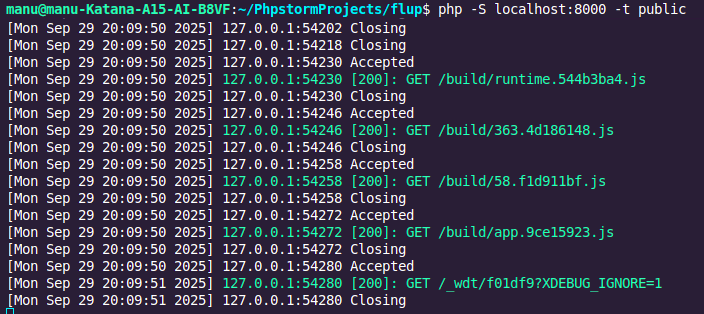 manu@manu-Katana-A15-AI-B8VF:~/PhpstormProjects/flup$ php -S localhost:8000 -t public
[Mon Sep 29 20:09:50 2025] 127.0.0.1:54202 Closing
[Mon Sep 29 20:09:50 2025] 127.0.0.1:54218 Closing
[Mon Sep 29 20:09:50 2025] 127.0.0.1:54230 Accepted
[Mon Sep 29 20:09:50 2025] 127.0.0.1:54230 [200]: GET /build/runtime.544b3ba4.js
[Mon Sep 29 20:09:50 2025] 127.0.0.1:54230 Closing
[Mon Sep 29 20:09:50 2025] 127.0.0.1:54246 Accepted
[Mon Sep 29 20:09:50 2025] 127.0.0.1:54246 [200]: GET /build/363.4d186148.js
[Mon Sep 29 20:09:50 2025] 127.0.0.1:54246 Closing
[Mon Sep 29 20:09:50 2025] 127.0.0.1:54258 Accepted
[Mon Sep 29 20:09:50 2025] 127.0.0.1:54258 [200]: GET /build/58.f1d911bf.js
[Mon Sep 29 20:09:50 2025] 127.0.0.1:54258 Closing
[Mon Sep 29 20:09:50 2025] 127.0.0.1:54272 Accepted
[Mon Sep 29 20:09:50 2025] 127.0.0.1:54272 [200]: GET /build/app.9ce15923.js
[Mon Sep 29 20:09:50 2025] 127.0.0.1:54272 Closing
[Mon Sep 29 20:09:50 2025] 127.0.0.1:54280 Accepted
[Mon Sep 29 20:09:51 2025] 127.0.0.1:54280 [200]: GET /_wdt/f01df9?XDEBUG_IGNORE=1
[Mon Sep 29 20:09:51 2025] 127.0.0.1:54280 Closing